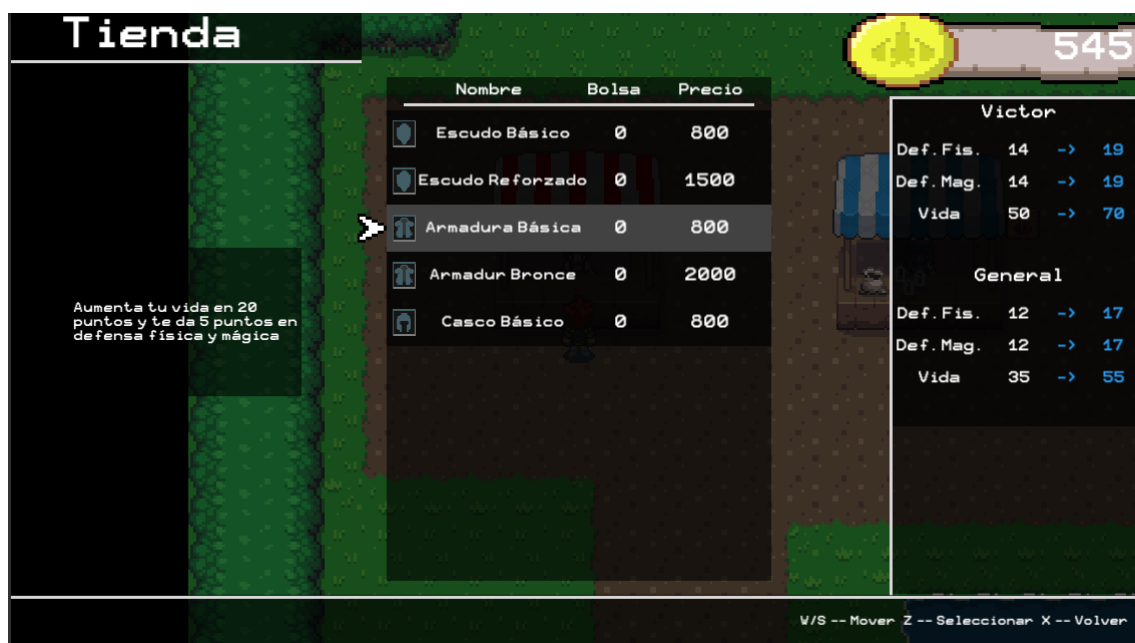 Tienda
545
Nombre Bolsa Precio
Escudo Básico 0 800
Escudo Reforzado 0 1500
Armadura Básica 0 800
Armadur Bronce 0 2000
Casco Básico 0 800
Aumenta tu vida en 20
puntos y te da 5 puntos en
defensa física y mágica
Victor
Def.Fis. 14 -> 19
Def.Mag. 14 -> 19
Vida 50 -> 70
General
Def.Fis. 12 -> 17
Def.Mag. 12 -> 17
Vida 35 -> 55
W/S -- Mover Z -- Seleccionar X -- Volver